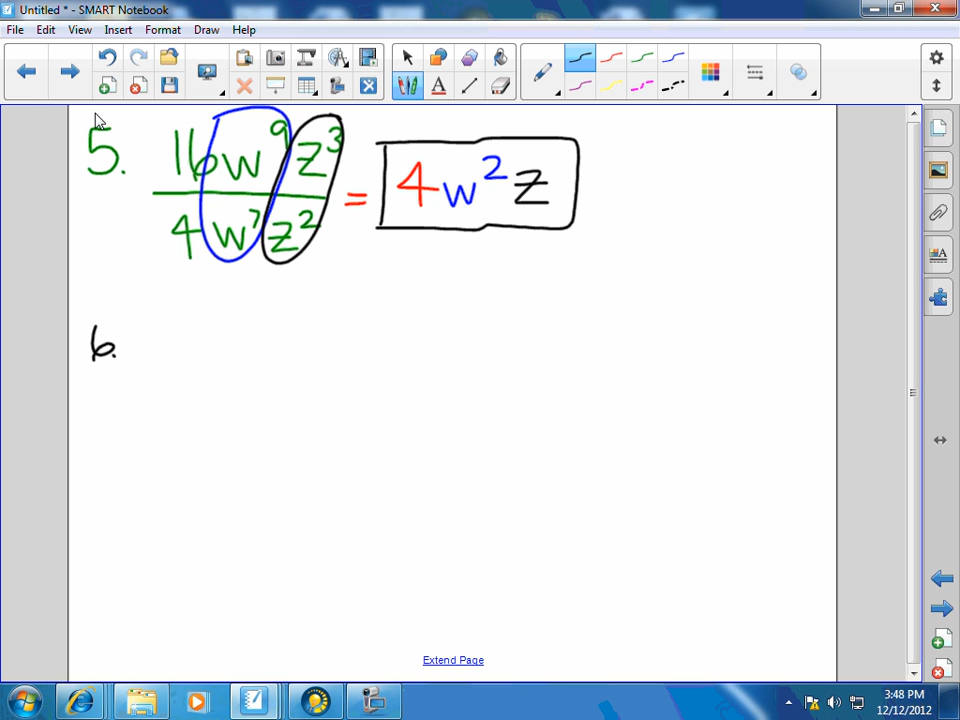 Untitled * - SMART Notebook
File Edit View Insert Format Draw Help
5. 16w⁹z³
4w⁷z² = 4w²z
6.
Extend Page
3:48 PM
12/12/2012